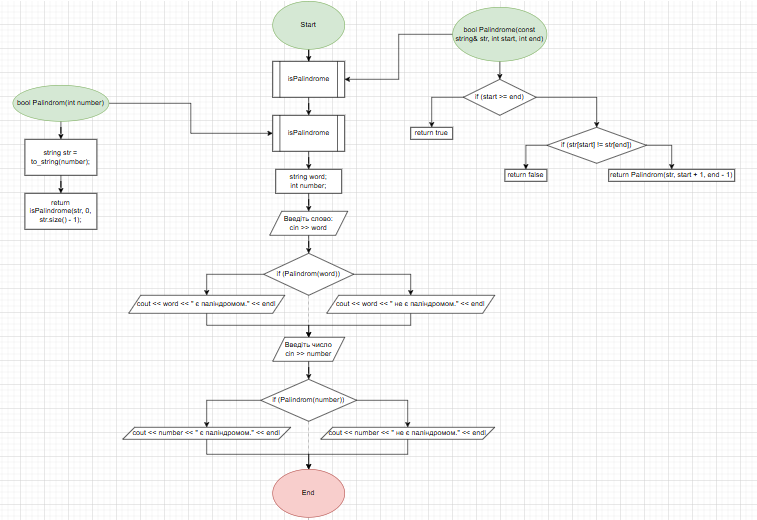 Start
bool Palindrome(const
string& str, int start, int end)
isPalindrome
if (start >= end)
bool Palindrom(int number)
return true
isPalindrome
if (str[start] != str[end])
string str =
to_string(number);
return false
return Palindrom(str, start + 1, end - 1)
string word;
int number;
return
isPalindrome(str, 0,
str.size() - 1);
Введіть слово:
cin >> word
if (Palindrom(word))
cout << word << " є паліндромом." << endl
cout << word << " не є паліндромом." << endl
Введіть число
cin >> number
if (Palindrom(number))
cout << number << " є паліндромом." << endl
cout << number << " не є паліндромом." << endl
End